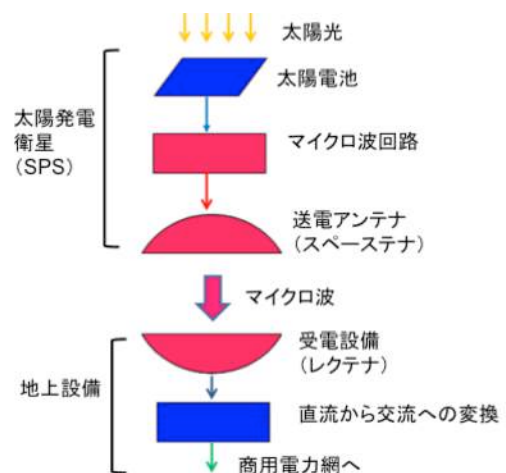 太陽光
太陽電池
太陽発電
衛星
(SPS)
マイクロ波回路
送電アンテナ
(スペーステナ)
マイクロ波
受電設備
(レクテナ)
地上設備
直流から交流への変換
商用電力網へ